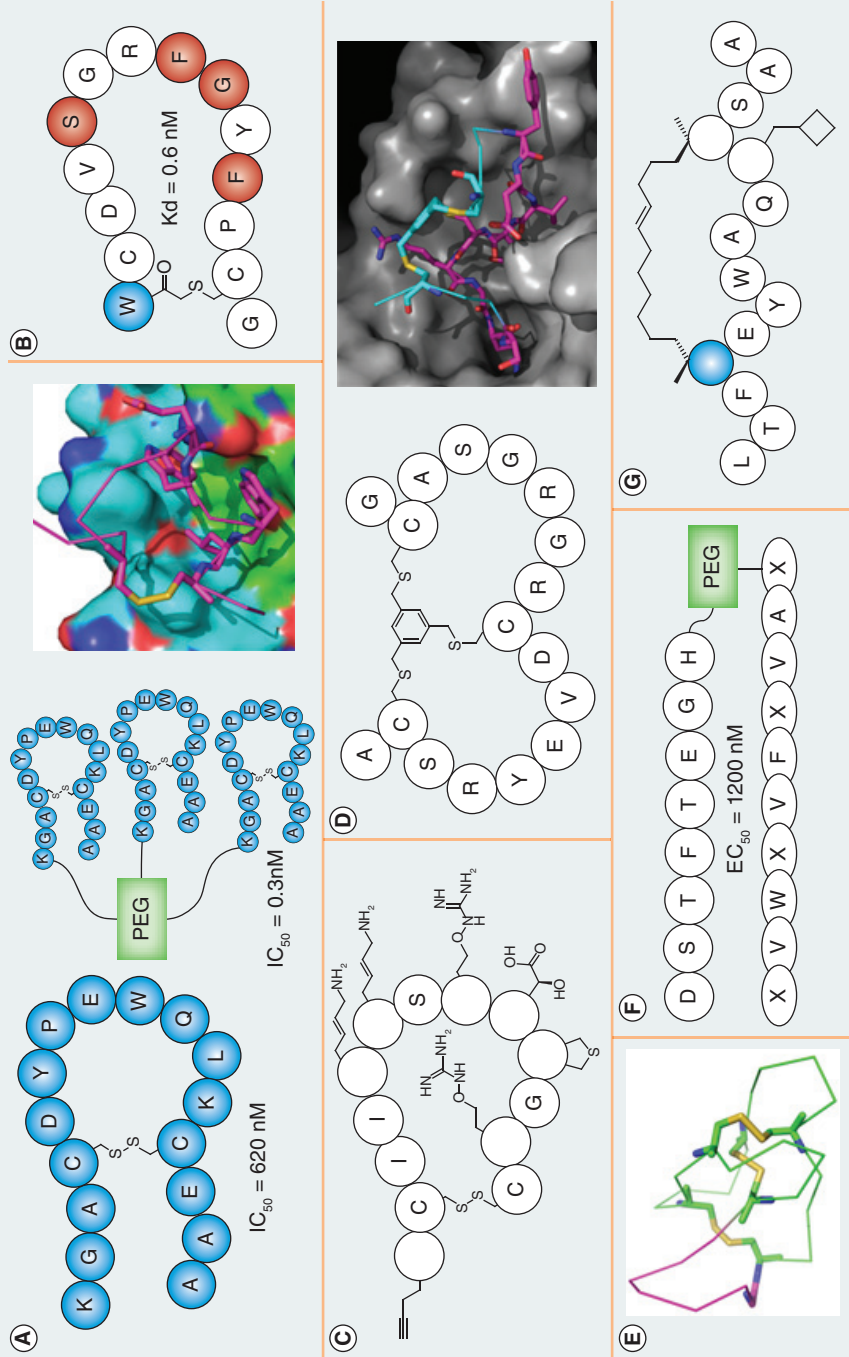 A
K G A C D Y P E W Q L K C E A A
S S
IC50 = 620 nM
PEG
K G A C D Y P E W Q L K C E A A
S S
K G A C D Y P E W Q L K C E A A
S S
K G A C D Y P E W Q L K C E A A
S S
IC50 = 0.3nM
B
W C D V S G R F G Y F P C G
O
S
Kd = 0.6 nM
C
C I I S G C
S S
NH2
NH2
NH
NH2
N
H
O
OH
O
HO
S
NH
NH2
NH
O
D
A C S R Y E V D C R G R G S A C G
S
S
S
E
F
D S T F T E G H
PEG
EC50 = 1200 nM
X V W X V F X V A X
G
L T F E Y W A Q S A A